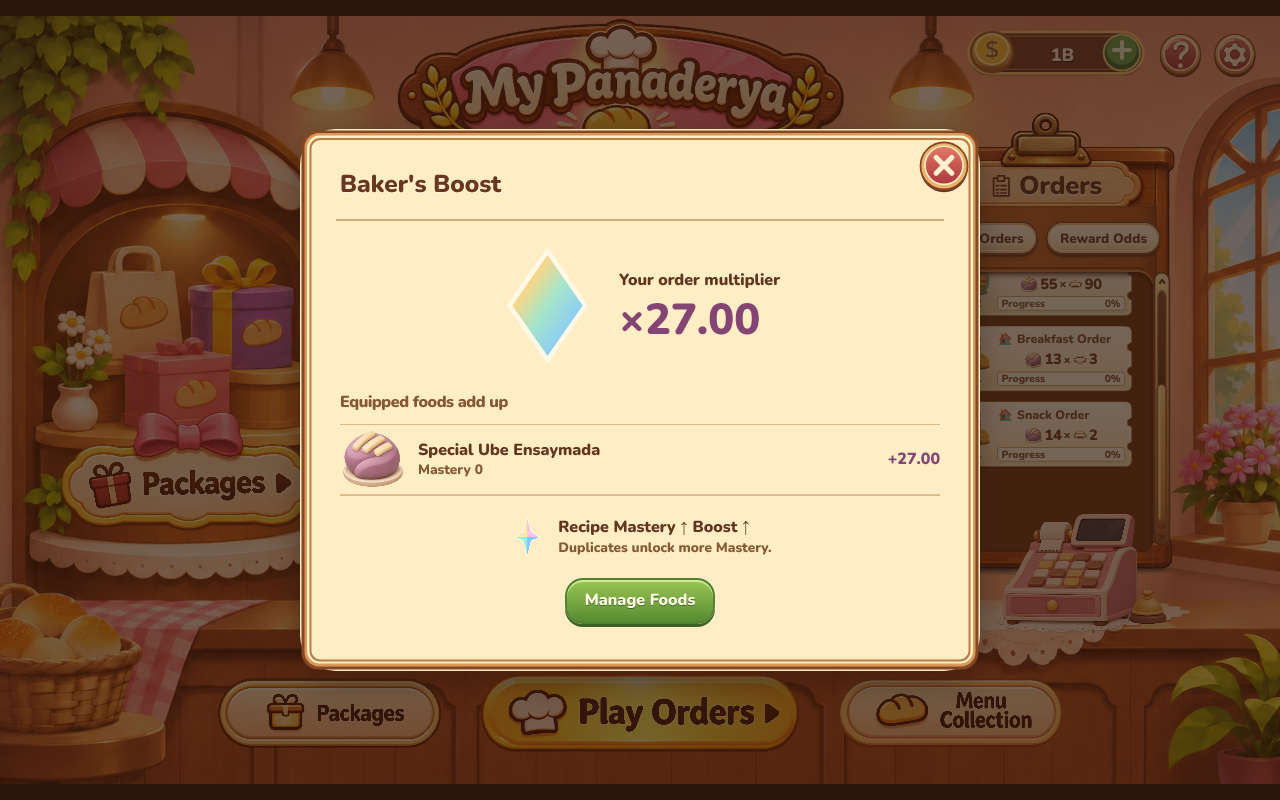 My Panaderya
$
1B
Baker's Boost
Your order multiplier
×27.00
Equipped foods add up
Special Ube Ensaymada
Mastery 0
+27.00
Recipe Mastery ↑ Boost ↑
Duplicates unlock more Mastery.
Manage Foods
Orders
Orders
Reward Odds
55 × 90
Progress 0%
Breakfast Order
13 × 3
Progress 0%
Snack Order
14 × 2
Progress 0%
Packages
Packages
Play Orders
Menu
Collection